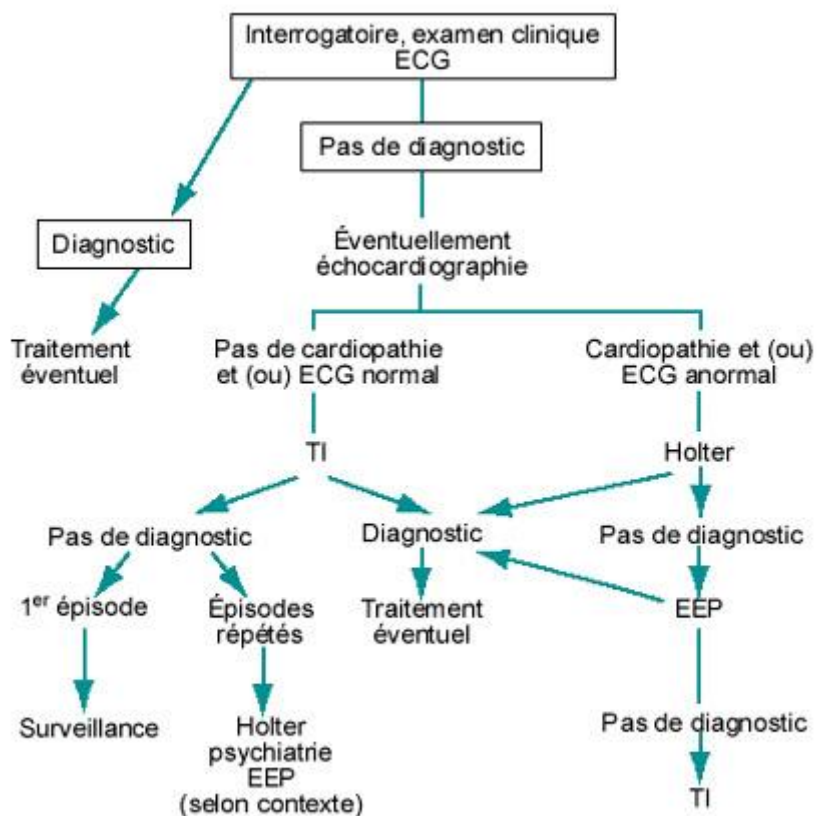 Interrogatoire, examen clinique
ECG
Pas de diagnostic
Diagnostic
Éventuellement
échocardiographie
Traitement
éventuel
Pas de cardiopathie
et (ou) ECG normal
Cardiopathie et (ou)
ECG anormal
TI
Holter
Pas de diagnostic
Diagnostic
Pas de diagnostic
1er épisode
Épisodes
répétés
Traitement
éventuel
EEP
Surveillance
Holter
psychiatrie
EEP
(selon contexte)
Pas de diagnostic
TI